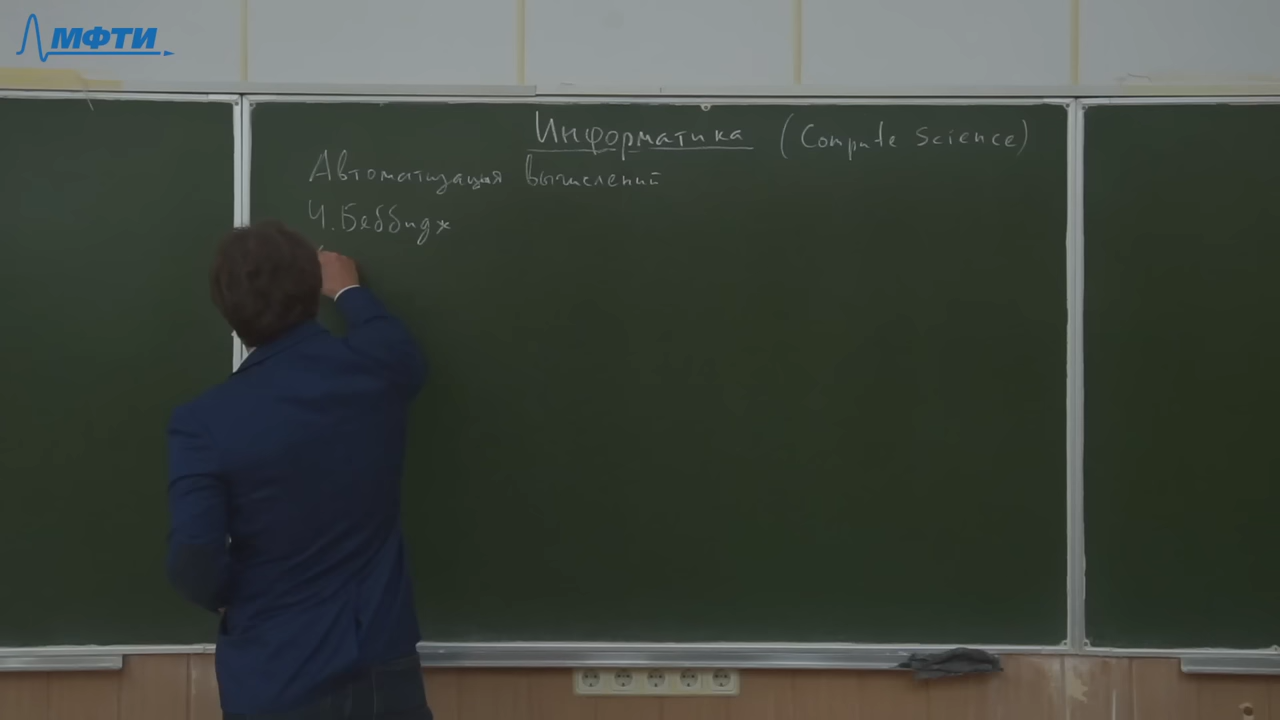 МФТИ
Информатика (Compute Science)
Автоматизация вычислений
Ч. Беббидж